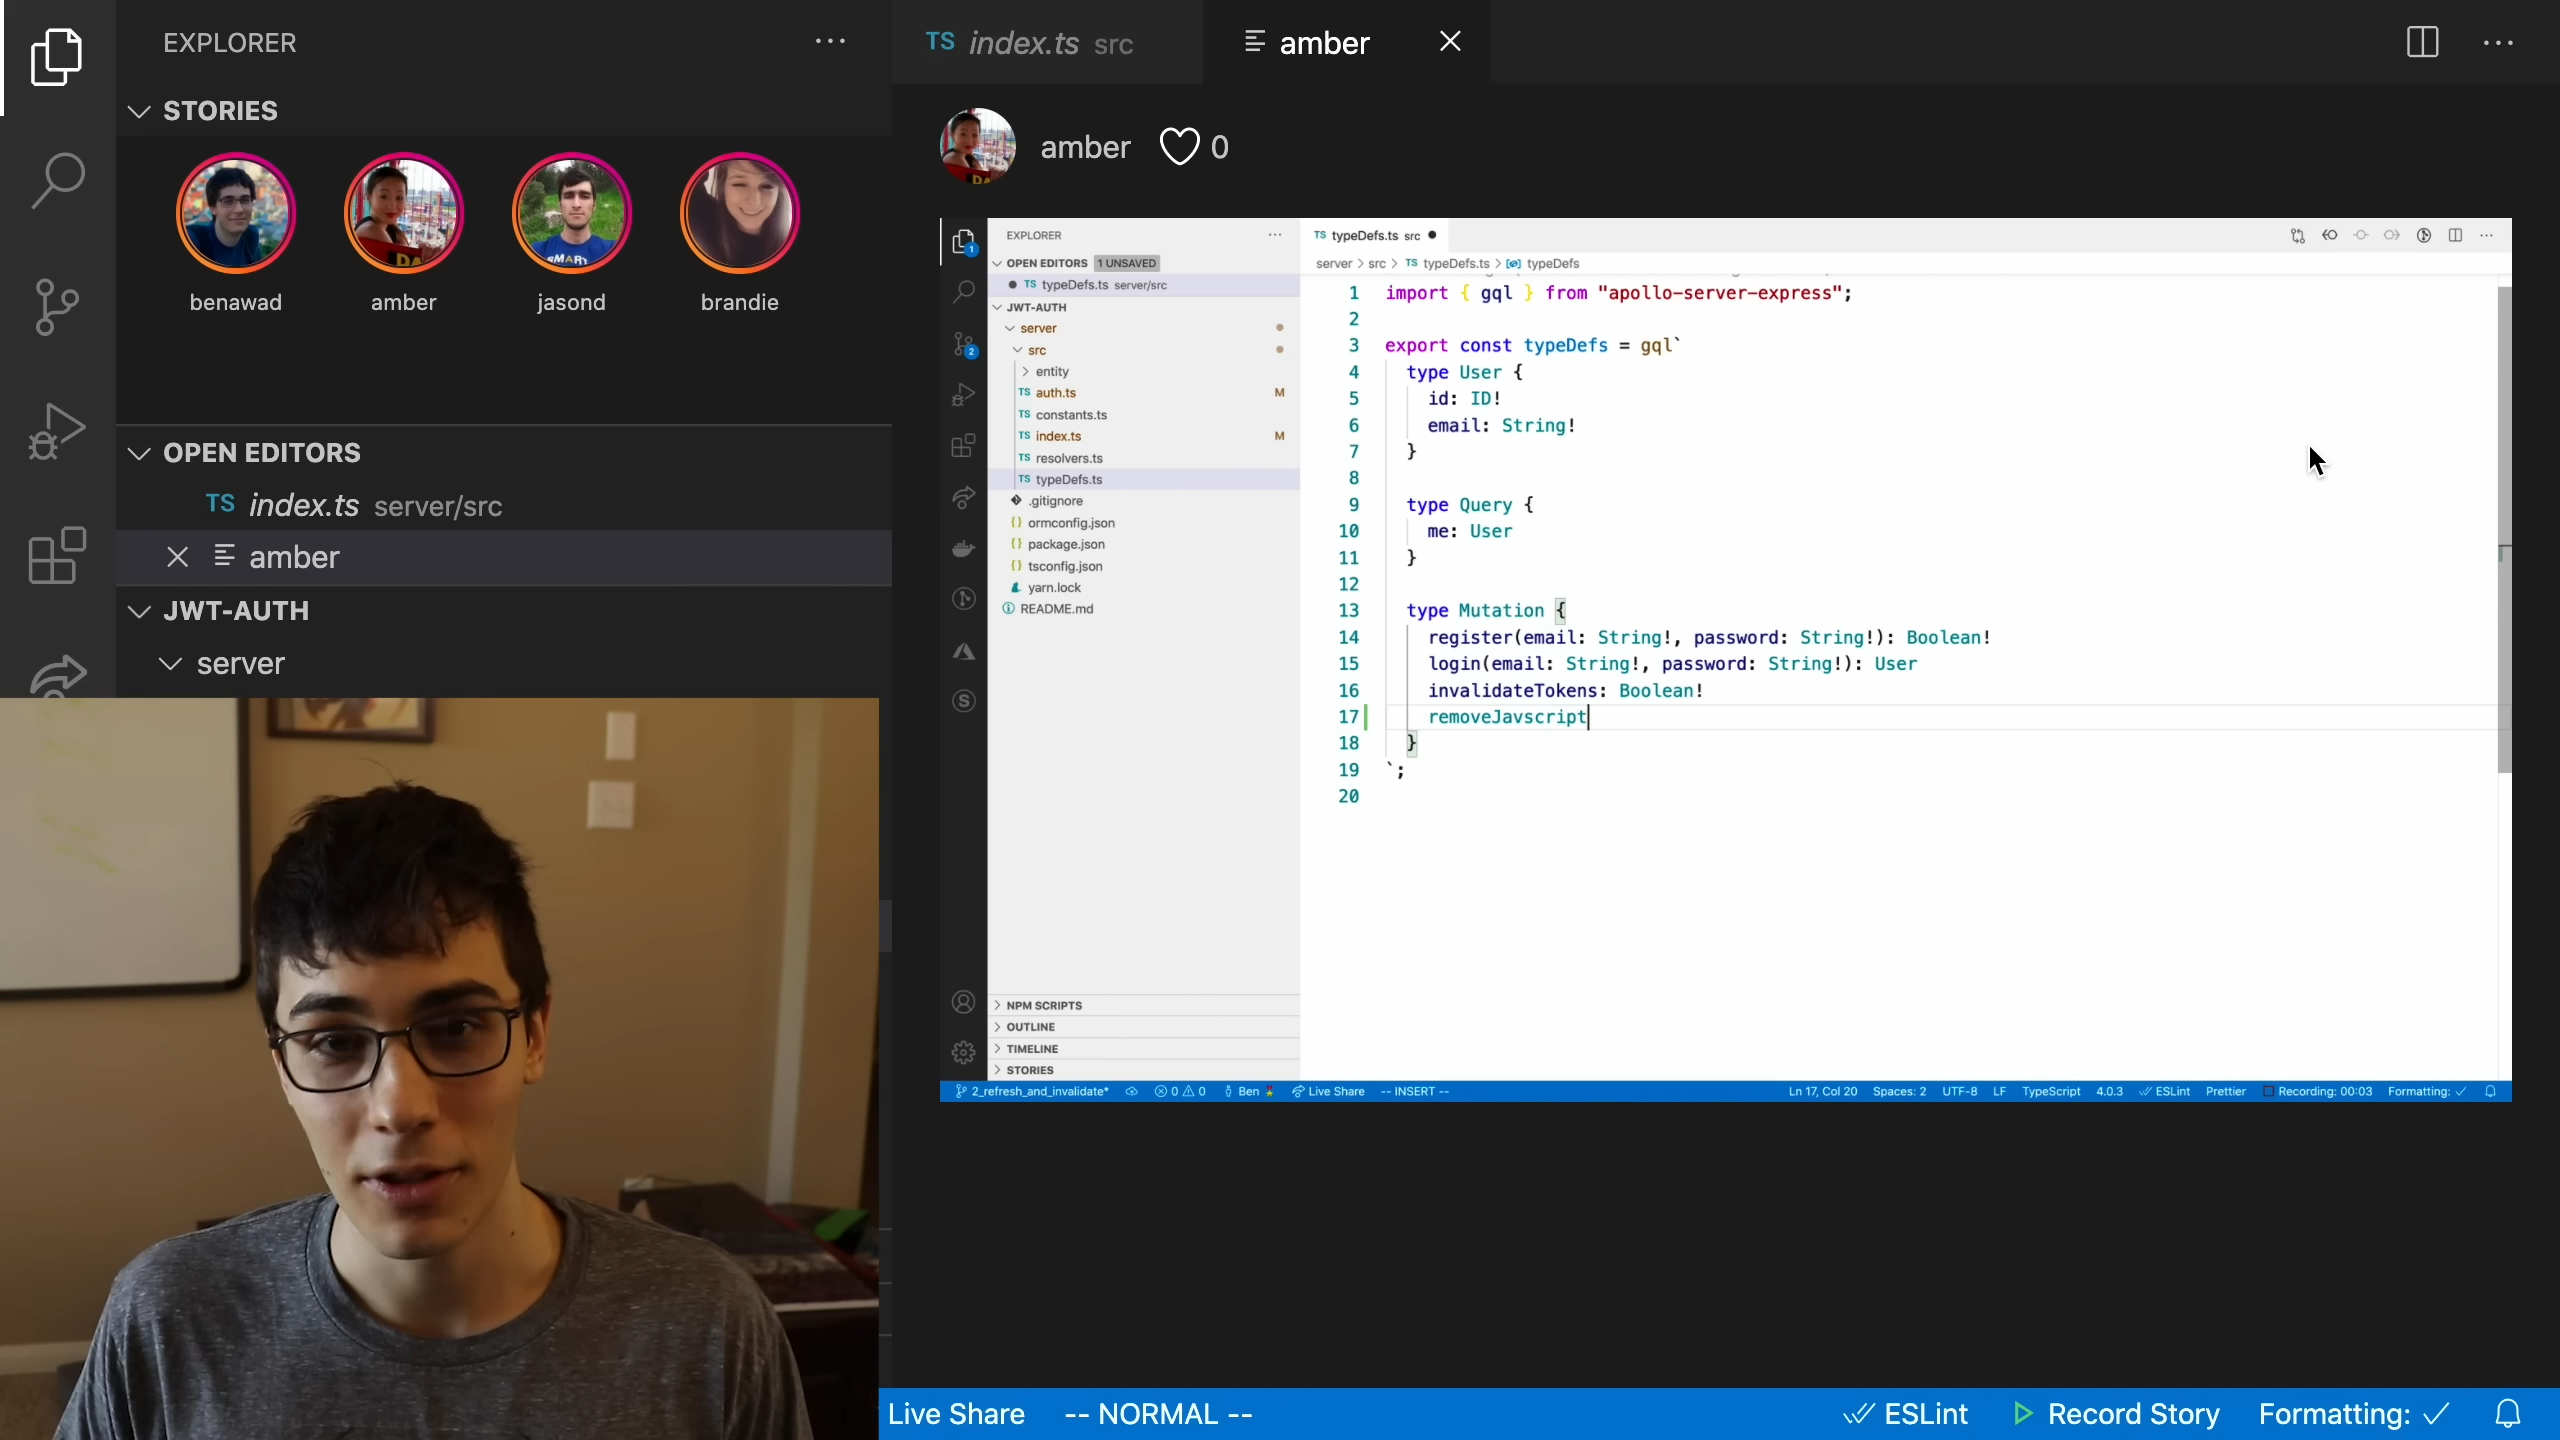 EXPLORER
STORIES
benawad amber jasond brandie
OPEN EDITORS
TS index.ts server/src
amber
JWT-AUTH
server
TS index.ts src
amber
amber 0
EXPLORER
OPEN EDITORS 1 UNSAVED
TS typeDefs.ts server/src
JWT-AUTH
server
src
entity
TS auth.ts M
TS constants.ts
TS index.ts M
TS resolvers.ts
TS typeDefs.ts
.gitignore
{} ormconfig.json
{} package.json
{} tsconfig.json
yarn.lock
README.md
NPM SCRIPTS
OUTLINE
TIMELINE
STORIES
TS typeDefs.ts src
server > src > TS typeDefs.ts > typeDefs
1 import { gql } from "apollo-server-express";
2
3 export const typeDefs = gql`
4 type User {
5 id: ID!
6 email: String!
7 }
8
9 type Query {
10 me: User
11 }
12
13 type Mutation {
14 register(email: String!, password: String!): Boolean!
15 login(email: String!, password: String!): User
16 invalidateTokens: Boolean!
17 removeJavscript
18 }
19 `;
20
2_refresh_and_invalidate* 0 0 Ben Live Share -- INSERT -- Ln 17, Col 20 Spaces: 2 UTF-8 LF TypeScript 4.0.3 ESLint Prettier Recording: 00:03 Formatting: ✓
Live Share -- NORMAL -- ESLint Record Story Formatting: ✓